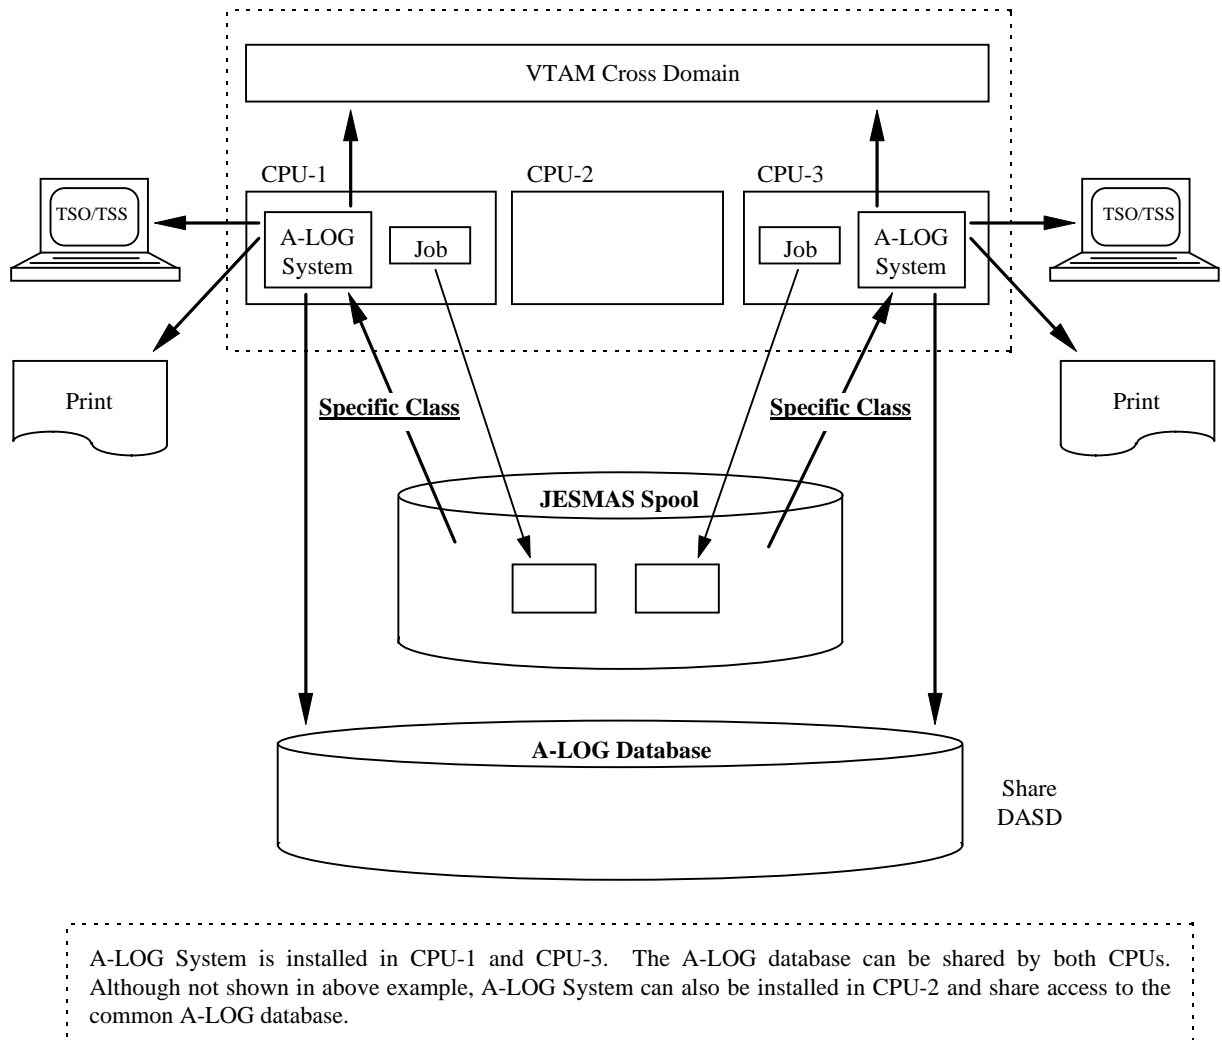 VTAM Cross Domain
CPU-1
CPU-2
CPU-3
TSO/TSS
A-LOG
System
Job
Job
A-LOG
System
TSO/TSS
Print
Specific Class
Specific Class
Print
JESMAS Spool
A-LOG Database
Share
DASD
A-LOG System is installed in CPU-1 and CPU-3. The A-LOG database can be shared by both CPUs.
Although not shown in above example, A-LOG System can also be installed in CPU-2 and share access to the
common A-LOG database.